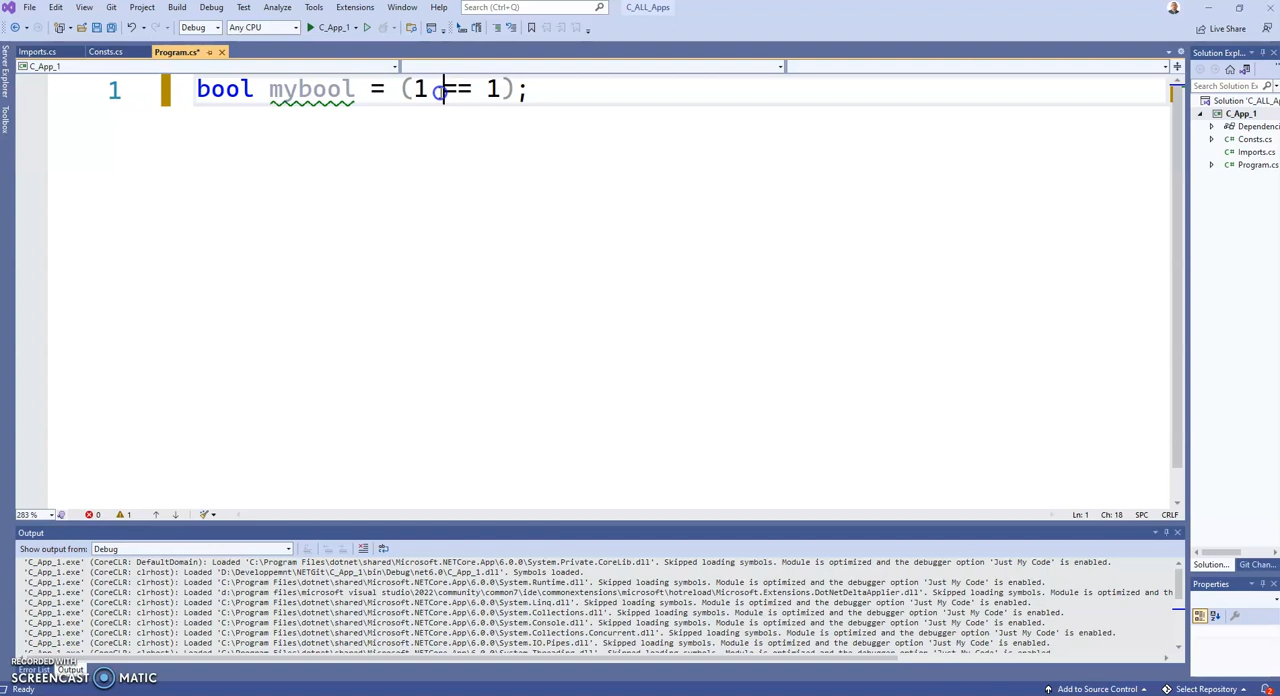 File Edit View Git Project Build Debug Test Analyze Tools Extensions Window Help Search (Ctrl+Q) C_ALL_Apps
Debug Any CPU C_App_1 Live Share
Server Explorer
Toolbox
Imports.cs Consts.cs Program.cs*
C_App_1
1 bool mybool = (1 == 1);
283 % 0 1 Ln: 1 Ch: 18 SPC CRLF
Solution Expl...
Search Solution Ex
Solution 'C_ALL_Ap
C_App_1
Dependenc
Consts.cs
Imports.cs
Program.cs
Solution... Git Chan...
Properties
Output
Show output from: Debug
'C_App_1.exe' (CoreCLR: DefaultDomain): Loaded 'C:\Program Files\dotnet\shared\Microsoft.NETCore.App\6.0.0\System.Private.CoreLib.dll'. Skipped loading symbols. Module is optimized and the debugger option 'Just My Code' is enabled.
'C_App_1.exe' (CoreCLR: clrhost): Loaded 'D:\Developpemnt\NETGit\C_App_1\bin\Debug\net6.0\C_App_1.dll'. Symbols loaded.
'C_App_1.exe' (CoreCLR: clrhost): Loaded 'C:\Program Files\dotnet\shared\Microsoft.NETCore.App\6.0.0\System.Runtime.dll'. Skipped loading symbols. Module is optimized and the debugger option 'Just My Code' is enabled.
'C_App_1.exe' (CoreCLR: clrhost): Loaded 'c:\program files\microsoft visual studio\2022\community\common7\ide\commonextensions\microsoft\hotreload\Microsoft.Extensions.DotNetDeltaApplier.dll'. Skipped loading symbols. Module is optimized and th
'C_App_1.exe' (CoreCLR: clrhost): Loaded 'C:\Program Files\dotnet\shared\Microsoft.NETCore.App\6.0.0\System.Linq.dll'. Skipped loading symbols. Module is optimized and the debugger option 'Just My Code' is enabled.
'C_App_1.exe' (CoreCLR: clrhost): Loaded 'C:\Program Files\dotnet\shared\Microsoft.NETCore.App\6.0.0\System.Console.dll'. Skipped loading symbols. Module is optimized and the debugger option 'Just My Code' is enabled.
'C_App_1.exe' (CoreCLR: clrhost): Loaded 'C:\Program Files\dotnet\shared\Microsoft.NETCore.App\6.0.0\System.Collections.Concurrent.dll'. Skipped loading symbols. Module is optimized and the debugger option 'Just My Code' is enabled.
'C_App_1.exe' (CoreCLR: clrhost): Loaded 'C:\Program Files\dotnet\shared\Microsoft.NETCore.App\6.0.0\System.Collections.dll'. Skipped loading symbols. Module is optimized and the debugger option 'Just My Code' is enabled.
'C_App_1.exe' (CoreCLR: clrhost): Loaded 'C:\Program Files\dotnet\shared\Microsoft.NETCore.App\6.0.0\System.IO.Pipes.dll'. Skipped loading symbols. Module is optimized and the debugger option 'Just My Code' is enabled.
Error List Output
RECORDED WITH
SCREENCAST MATIC
Ready Add to Source Control Select Repository